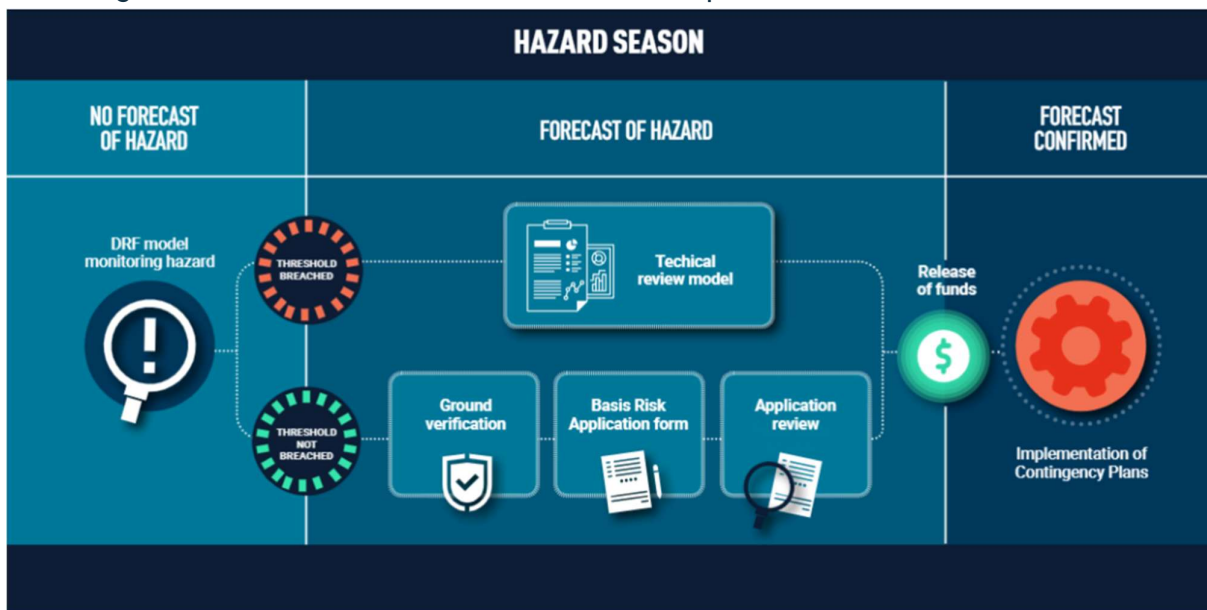 HAZARD SEASON
NO FORECAST
OF HAZARD
FORECAST OF HAZARD
FORECAST
CONFIRMED
DRF model
monitoring hazard
THRESHOLD
BREACHED
Techical
review model
Release
of funds
$
THRESHOLD
NOT
BREACHED
Ground
verification
Basis Risk
Application form
Application
review
Implementation of
Contingency Plans